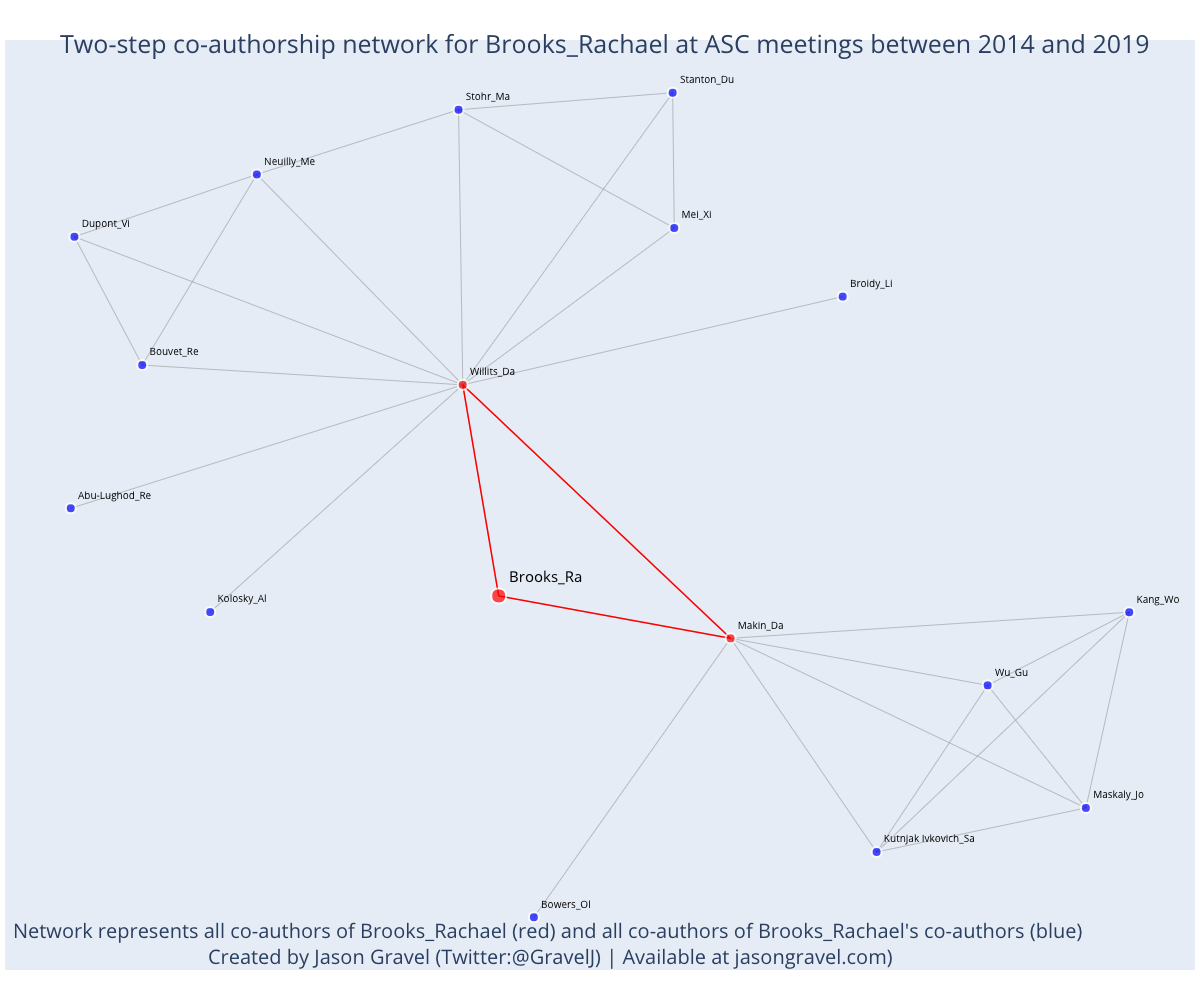 Two-step co-authorship network for Brooks_Rachael at ASC meetings between 2014 and 2019
Stanton_Du
Stohr_Ma
Neuilly_Me
Mei_Xi
Dupont_Vi
Broidy_Li
Bouvet_Re
Willits_Da
Abu-Lughod_Re
Brooks_Ra
Kolosky_Al
Kang_Wo
Makin_Da
Wu_Gu
Maskaly_Jo
Kutnjak Ivkovich_Sa
Bowers_Ol
Network represents all co-authors of Brooks_Rachael (red) and all co-authors of Brooks_Rachael's co-authors (blue)
Created by Jason Gravel (Twitter:@GravelJ) | Available at jasongravel.com)